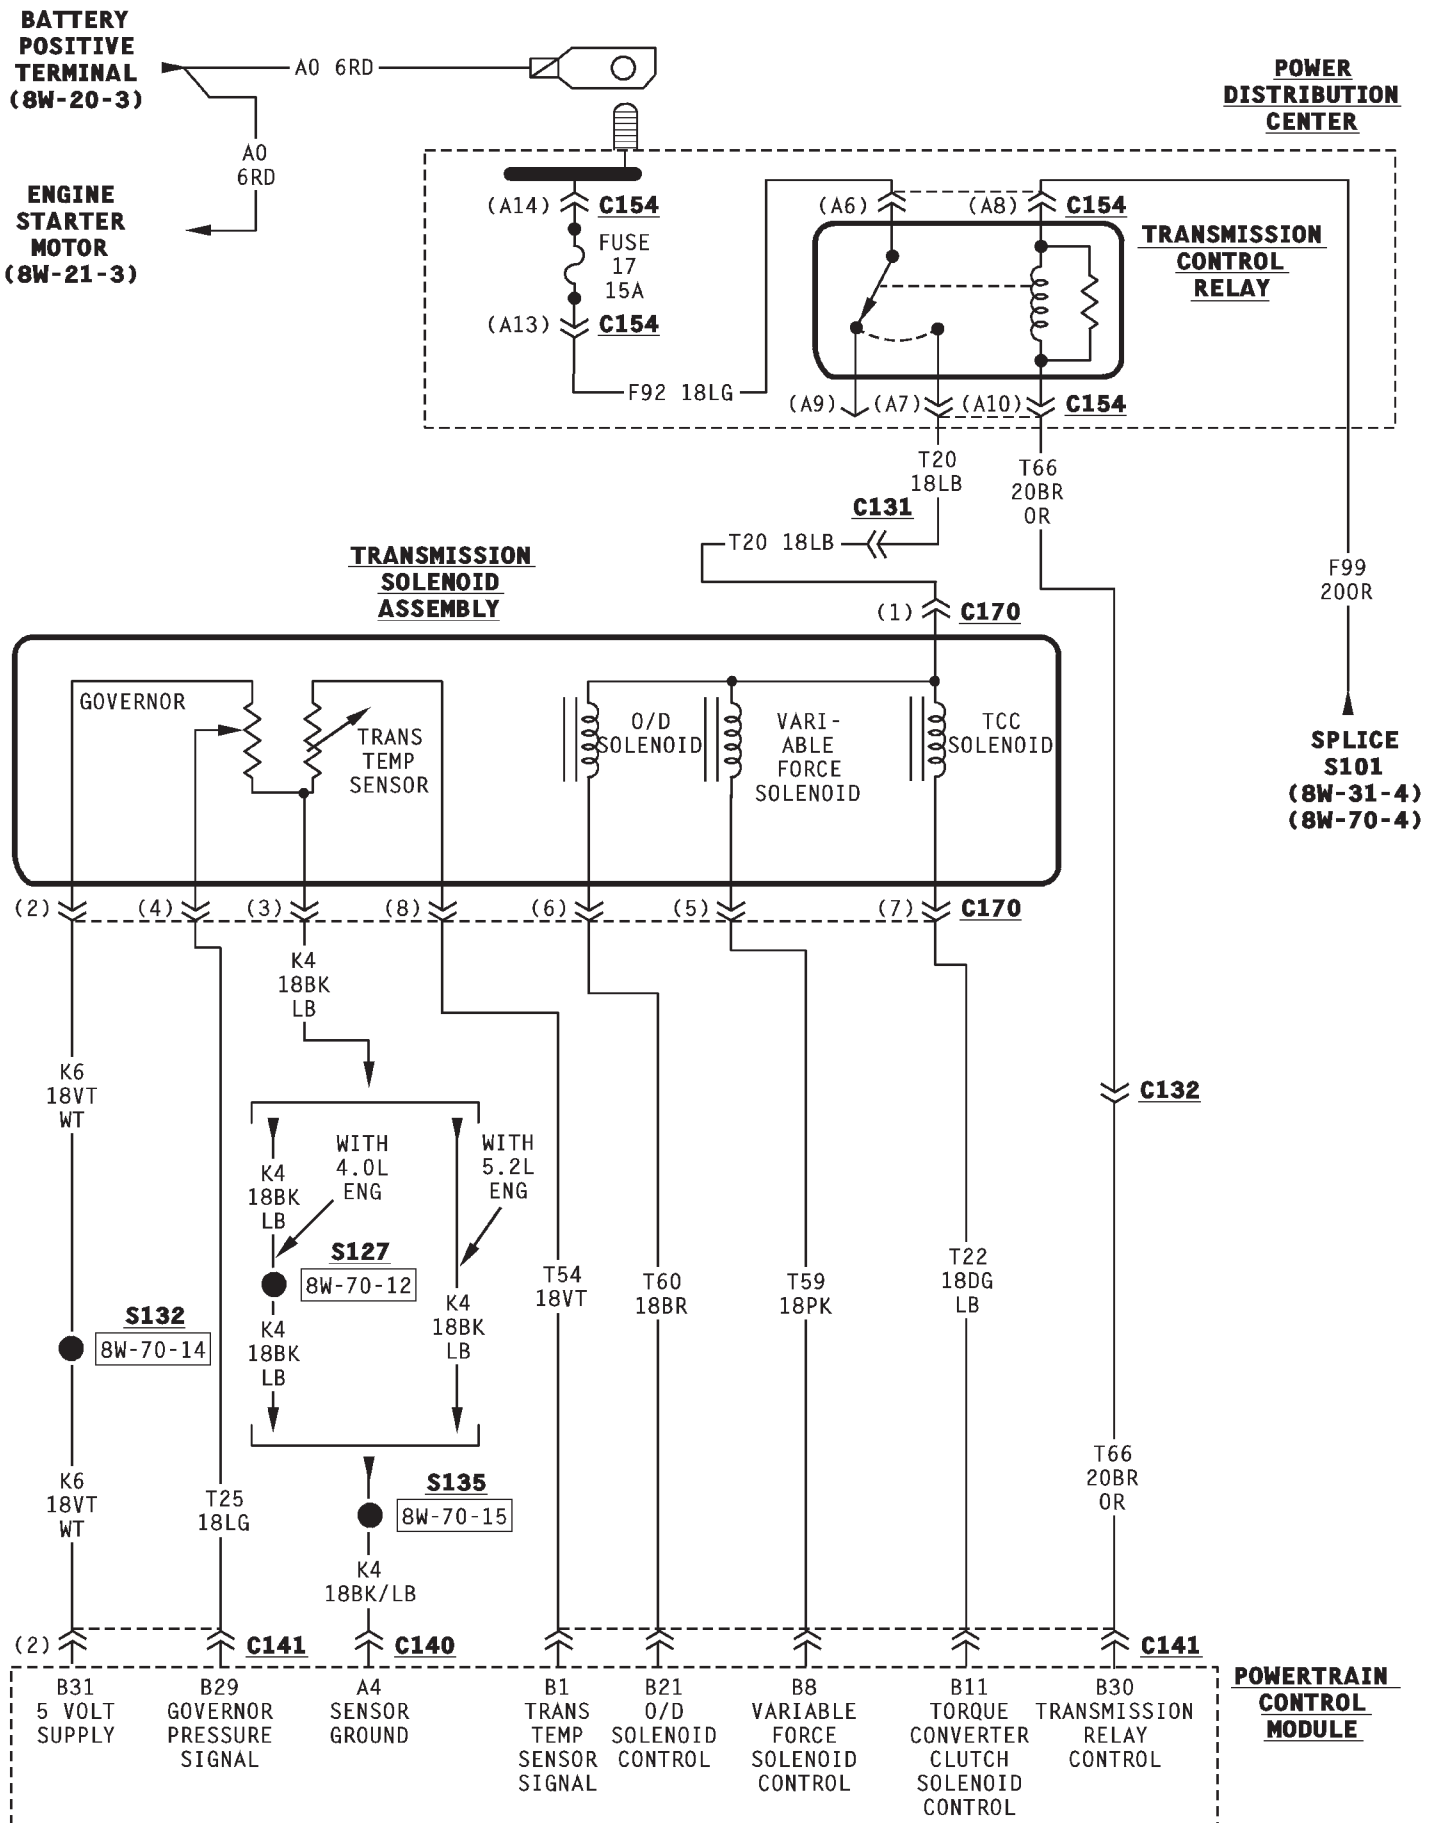 BATTERY
POSITIVE
TERMINAL
(8W-20-3)
A0 6RD
A0
6RD
ENGINE
STARTER
MOTOR
(8W-21-3)
POWER
DISTRIBUTION
CENTER
(A14) C154
FUSE
17
15A
(A13) C154
F92 18LG
(A6) (A8) C154
TRANSMISSION
CONTROL
RELAY
(A9) (A7) (A10) C154
T20
18LB
T66
20BR
OR
C131
T20 18LB
F99
20OR
TRANSMISSION
SOLENOID
ASSEMBLY
(1) C170
SPLICE
S101
(8W-31-4)
(8W-70-4)
GOVERNOR
TRANS
TEMP
SENSOR
O/D
SOLENOID
VARI-
ABLE
FORCE
SOLENOID
TCC
SOLENOID
(2) (4) (3) (8) (6) (5) (7) C170
K4
18BK
LB
K6
18VT
WT
C132
WITH
4.0L
ENG
WITH
5.2L
ENG
K4
18BK
LB
S127
8W-70-12
K4
18BK
LB
K4
18BK
LB
T54
18VT
T60
18BR
T59
18PK
T22
18DG
LB
S132
8W-70-14
K6
18VT
WT
T25
18LG
S135
8W-70-15
K4
18BK/LB
T66
20BR
OR
(2) C141 C140 C141
POWERTRAIN
CONTROL
MODULE
B31
5 VOLT
SUPPLY
B29
GOVERNOR
PRESSURE
SIGNAL
A4
SENSOR
GROUND
B1
TRANS
TEMP
SENSOR
SIGNAL
B21
O/D
SOLENOID
CONTROL
B8
VARIABLE
FORCE
SOLENOID
CONTROL
B11
TORQUE
CONVERTER
CLUTCH
SOLENOID
CONTROL
B30
TRANSMISSION
RELAY
CONTROL